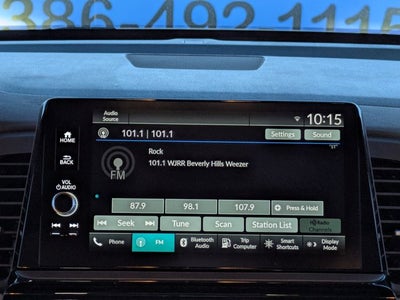 386-492-1115
Audio
Source
10:15
HOME
101.1 | 101.1
Settings
Sound
BACK
Rock
101.1 WJRR Beverly Hills Weezer
FM
VOL
AUDIO
87.9
98.1
107.9
+ Press & Hold
Seek
Tune
Scan
Station List
HD Radio
Channels
Phone
FM
Bluetooth
Audio
Trip
Computer
Smart
Shortcuts
Display
Mode